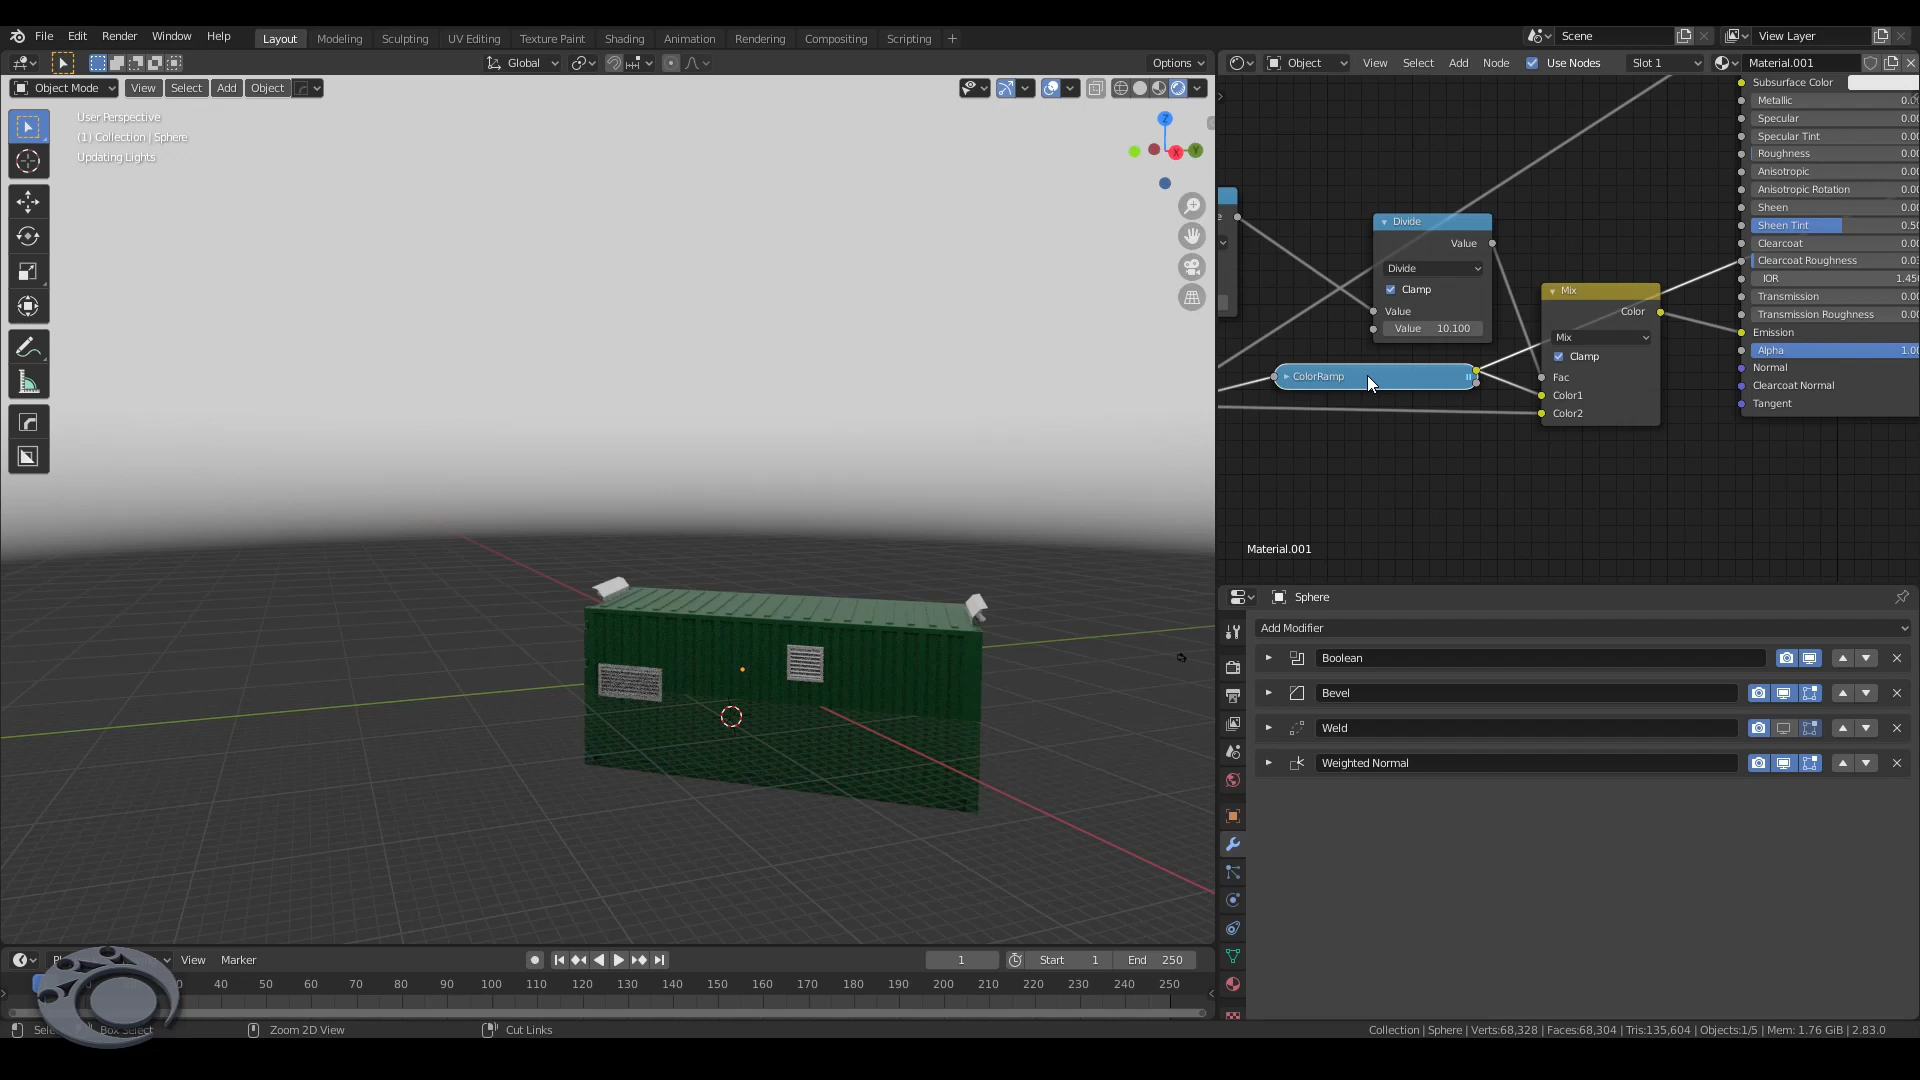 File Edit Render Window Help Layout Modeling Sculpting UV Editing Texture Paint Shading Animation Rendering Compositing Scripting Scene View Layer
Global Options
Object View Select Add Node Use Nodes Slot 1 Material.001
Object Mode View Select Add Object
User Perspective
(1) Collection | Sphere
Updating Lights
Z
X
Y
Divide
Value
Divide
Clamp
Value
Value 10.100
ColorRamp
Mix
Color
Mix
Clamp
Fac
Color1
Color2
Subsurface Color
Metallic
Specular
Specular Tint
Roughness
Anisotropic
Anisotropic Rotation
Sheen
Sheen Tint
Clearcoat
Clearcoat Roughness
IOR
Transmission
Transmission Roughness
Emission
Alpha
Normal
Clearcoat Normal
Tangent
Material.001
Sphere
Add Modifier
Boolean
Bevel
Weld
Weighted Normal
View Marker 1 Start 1 End 250
40 50 60 70 80 90 100 110 120 130 140 150 160 170 180 190 200 210 220 230 240 250
Box Select Zoom 2D View Cut Links Collection | Sphere | Verts:68,328 | Faces:68,304 | Tris:135,604 | Objects:1/5 | Mem: 1.76 GiB | 2.83.0